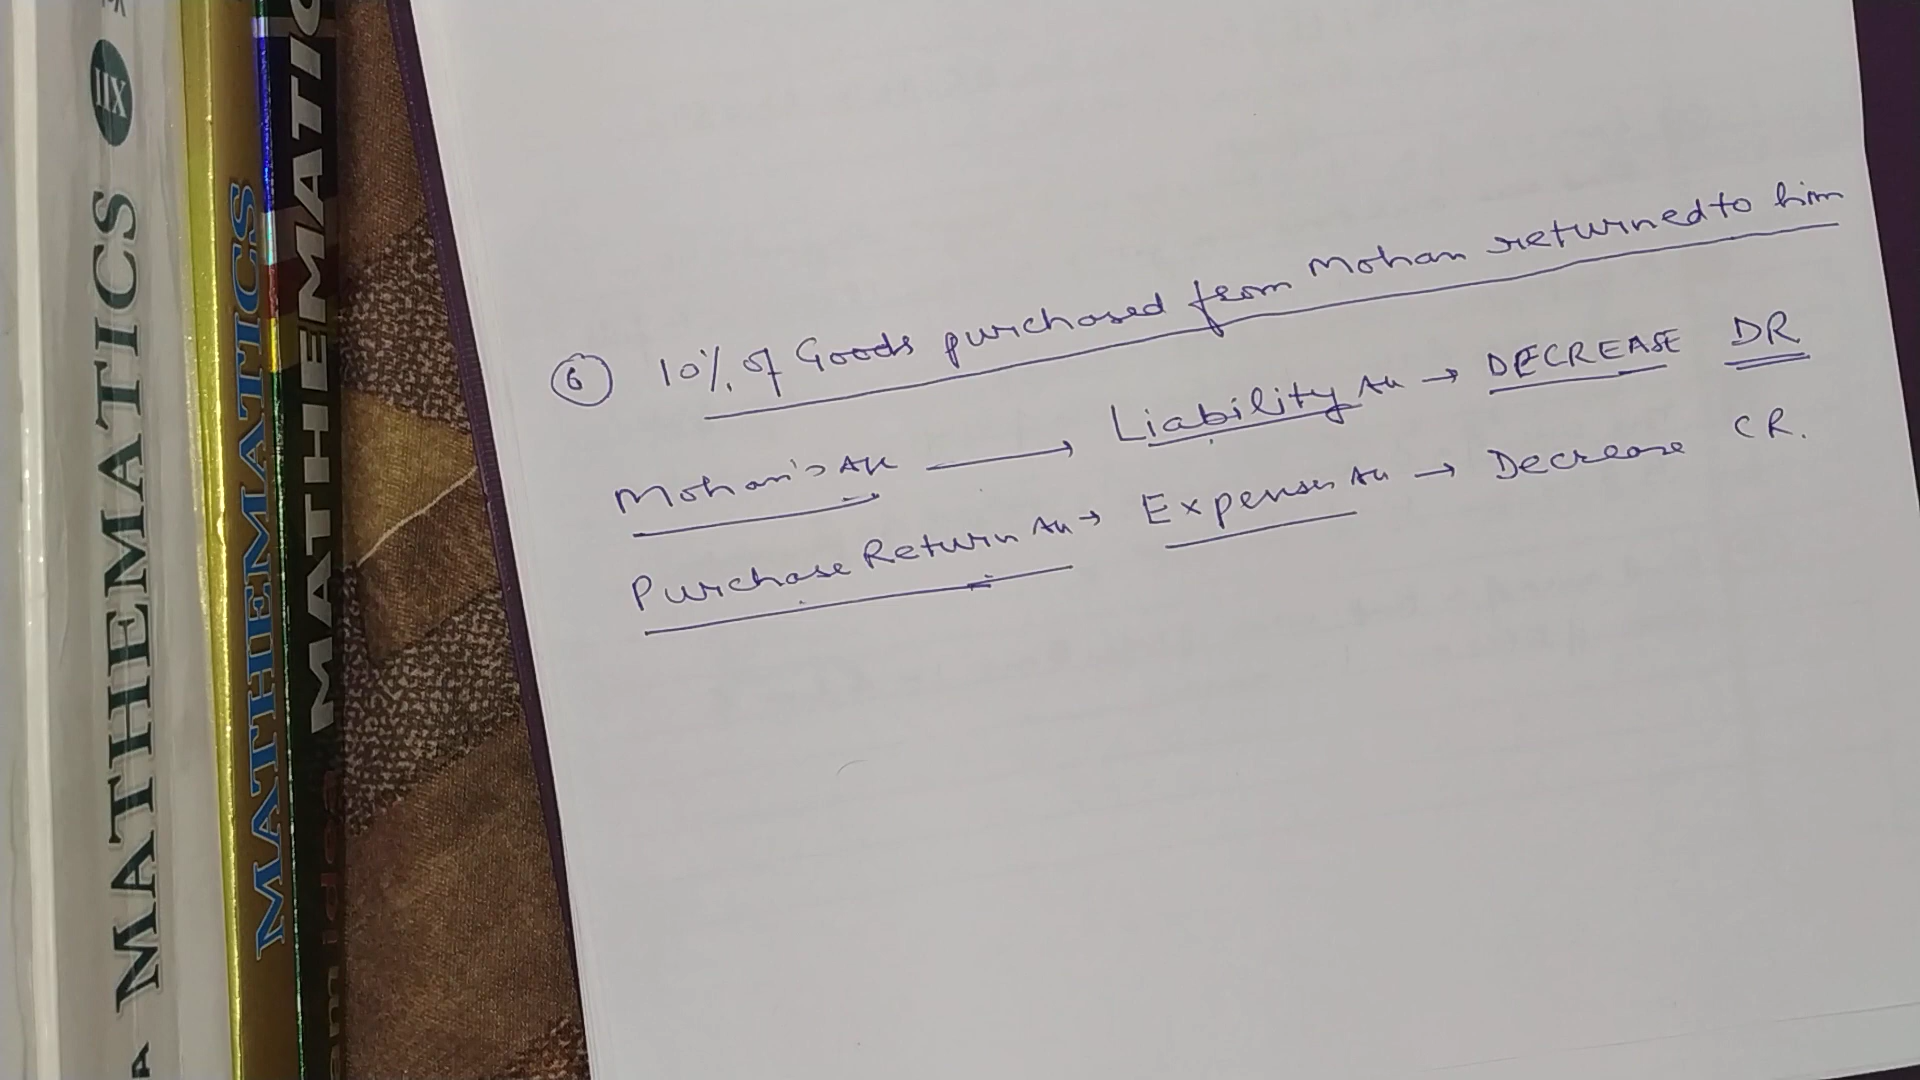 MATHEMATICS XII
MATHEMATICS
MATHEMATIC
⑥ 10% of Goods purchased from Mohan returned to him
Mohan's A/c → Liability A/c → DECREASE DR
Purchase Return A/c → Expenses A/c → Decrease CR.